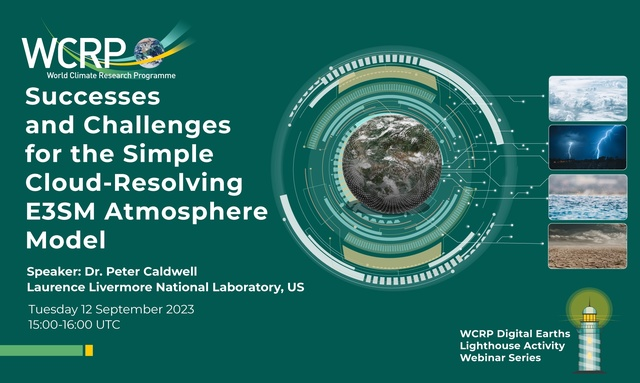 WCRP
World Climate Research Programme
Successes
and Challenges
for the Simple
Cloud-Resolving
E3SM Atmosphere
Model
Speaker: Dr. Peter Caldwell
Laurence Livermore National Laboratory, US
Tuesday 12 September 2023
15:00-16:00 UTC
WCRP Digital Earths
Lighthouse Activity
Webinar Series